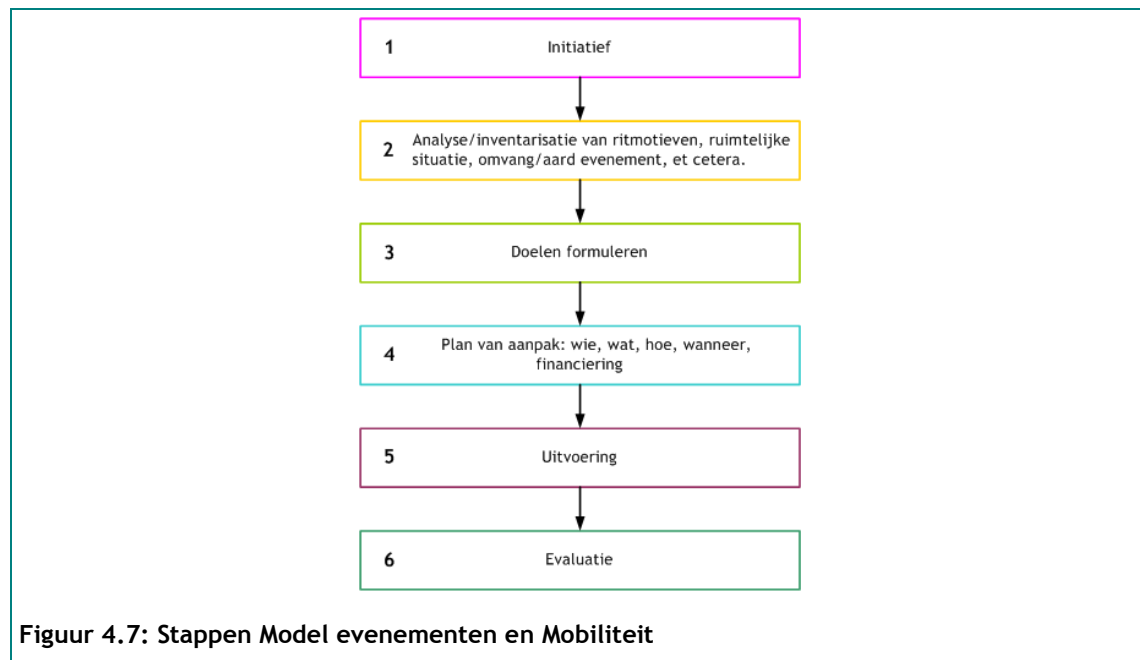 1 Initiatief
2 Analyse/inventarisatie van ritmotieven, ruimtelijke
situatie, omvang/aard evenement, et cetera.
3 Doelen formuleren
4 Plan van aanpak: wie, wat, hoe, wanneer,
financiering
5 Uitvoering
6 Evaluatie
Figuur 4.7: Stappen Model evenementen en Mobiliteit